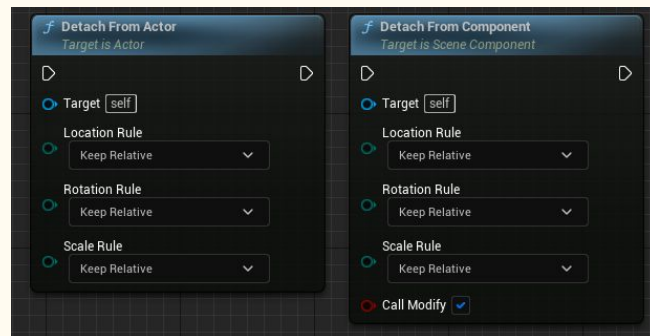 f Detach From Actor
Target is Actor
Target self
Location Rule
Keep Relative
Rotation Rule
Keep Relative
Scale Rule
Keep Relative
f Detach From Component
Target is Scene Component
Target self
Location Rule
Keep Relative
Rotation Rule
Keep Relative
Scale Rule
Keep Relative
Call Modify